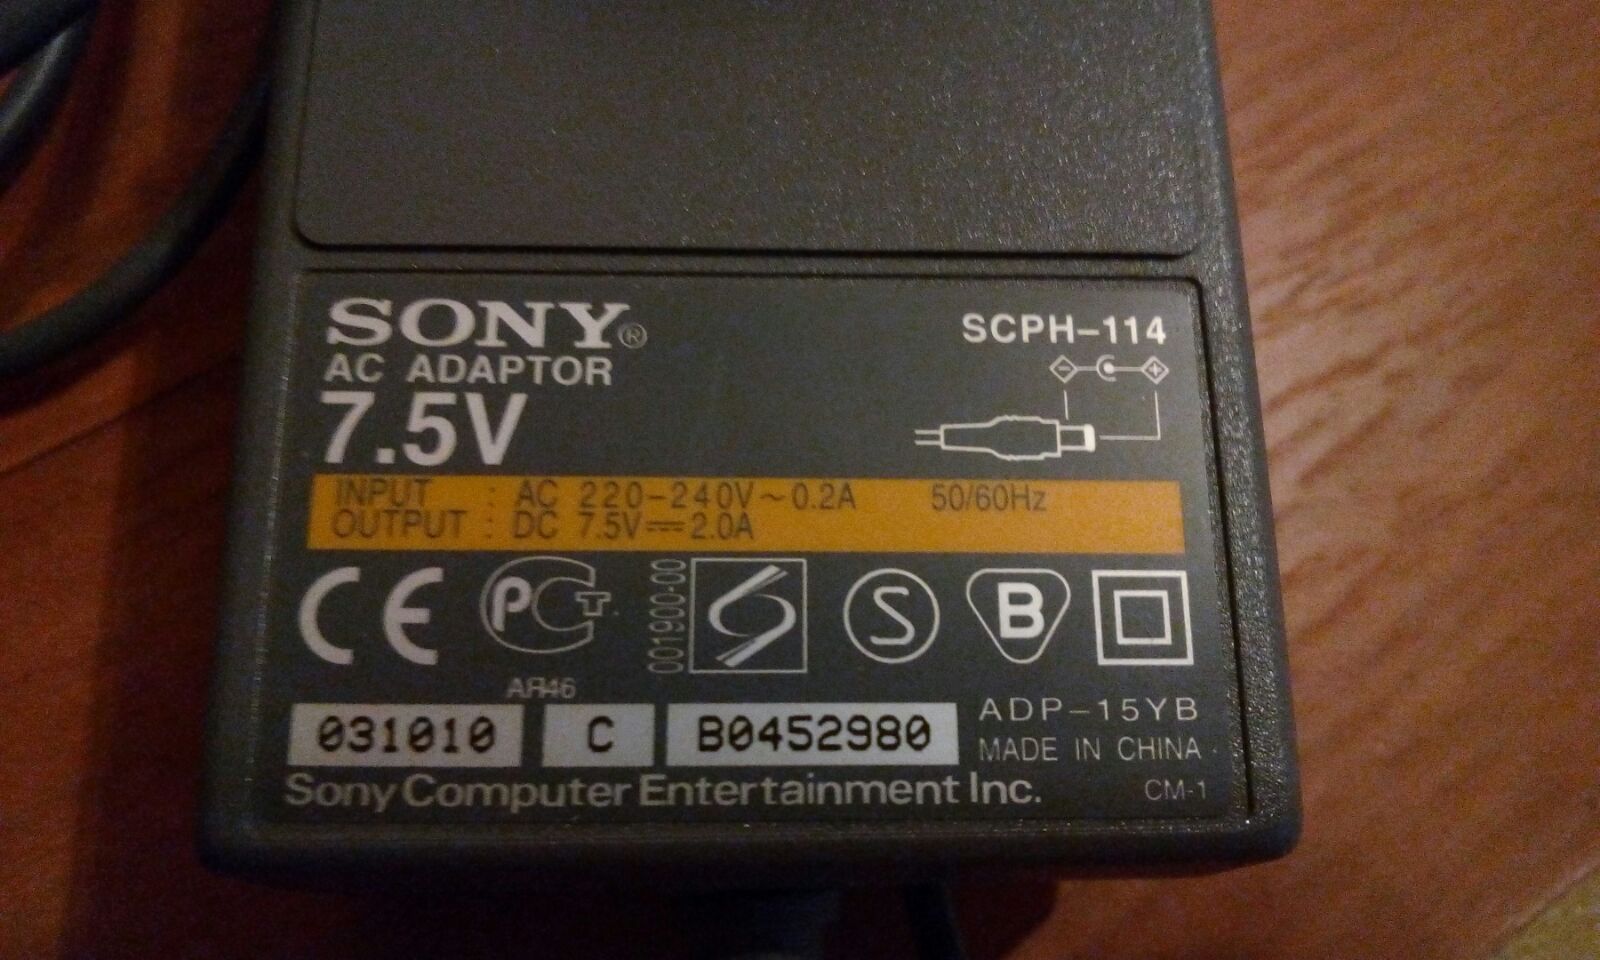 SONY®
AC ADAPTOR
7.5V
SCPH-114
INPUT : AC 220-240V~0.2A 50/60Hz
OUTPUT : DC 7.5V⎓2.0A
CE PCT 001900-00 S B
AR46
031010 C B0452980
ADP-15YB
MADE IN CHINA
Sony Computer Entertainment Inc. CM-1